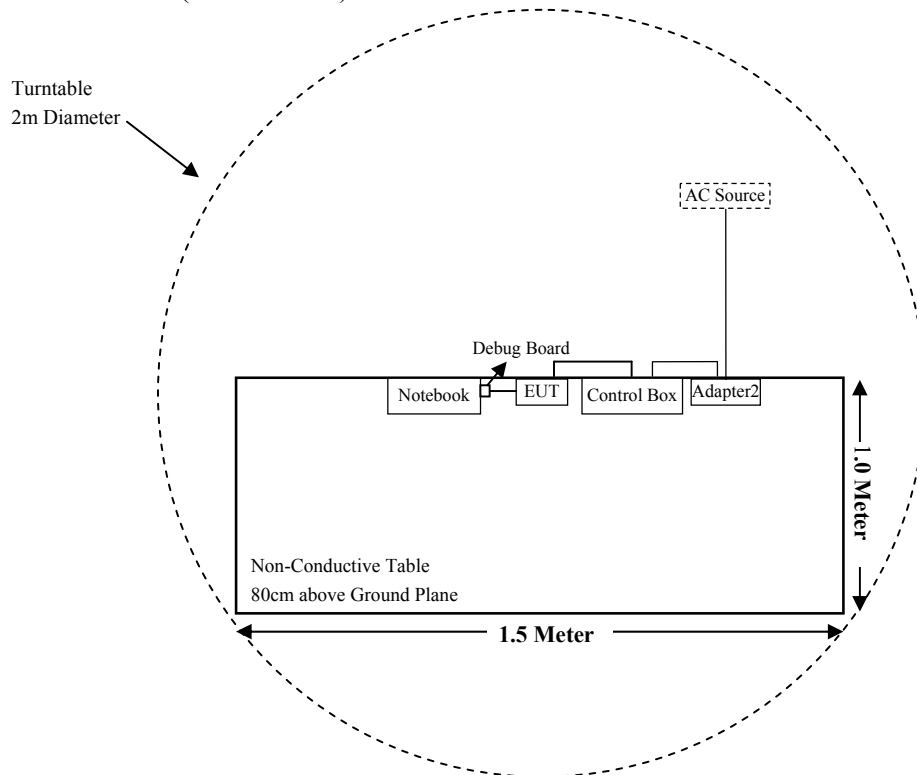 Turntable
2m Diameter
AC Source
Debug Board
Notebook
EUT
Control Box
Adapter2
1.0 Meter
Non-Conductive Table
80cm above Ground Plane
1.5 Meter